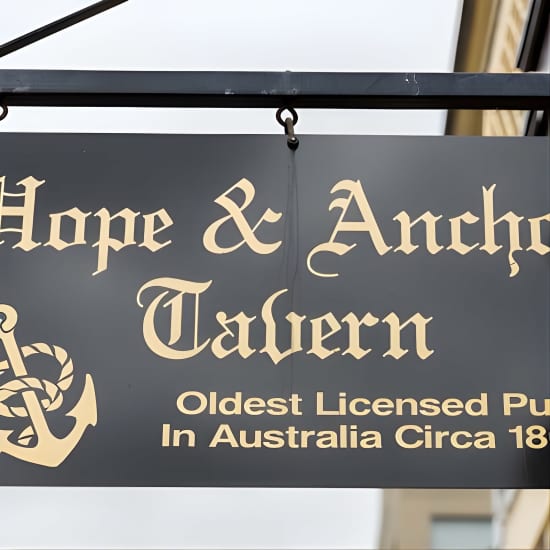 Hope & Ancho
Tavern
Oldest Licensed Pu
In Australia Circa 18